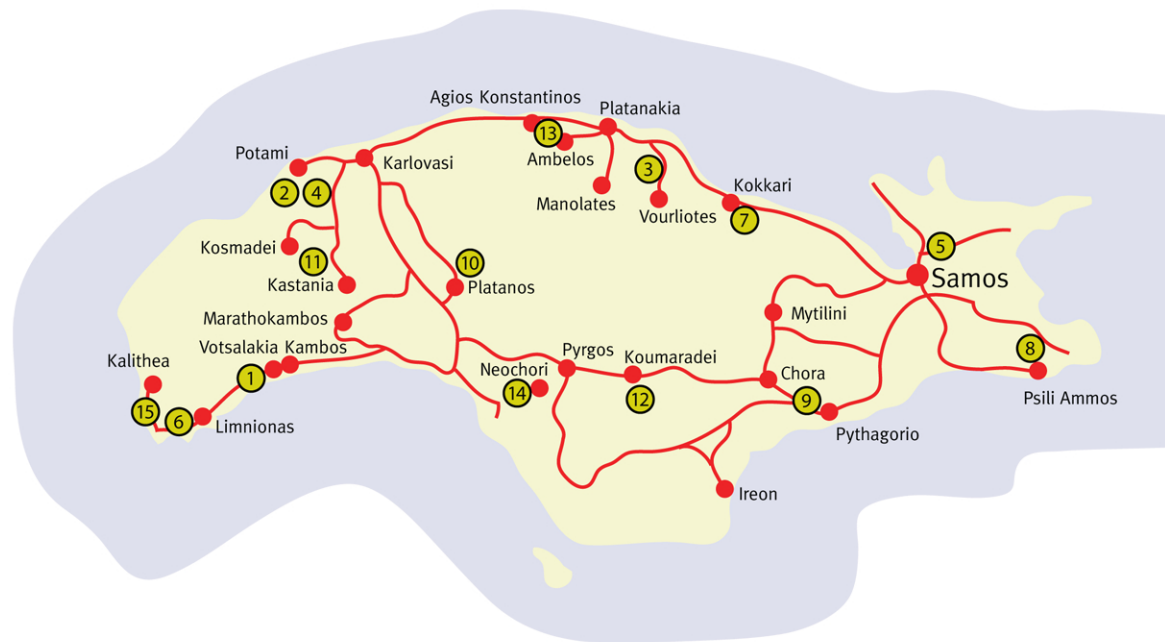 Agios Konstantinos
Platanakia
13
Ambelos
Potami
Karlovasi
2
4
3
Manolates
Vourliotes
Kokkari
7
5
Samos
Kosmadei
11
Kastania
10
Platanos
Mytilini
Marathokambos
Votsalakia Kambos
Kalithea
1
15
6
Limnionas
Pyrgos
Koumaradei
Neochori
14
12
Chora
9
Pythagorio
8
Psili Ammos
Ireon